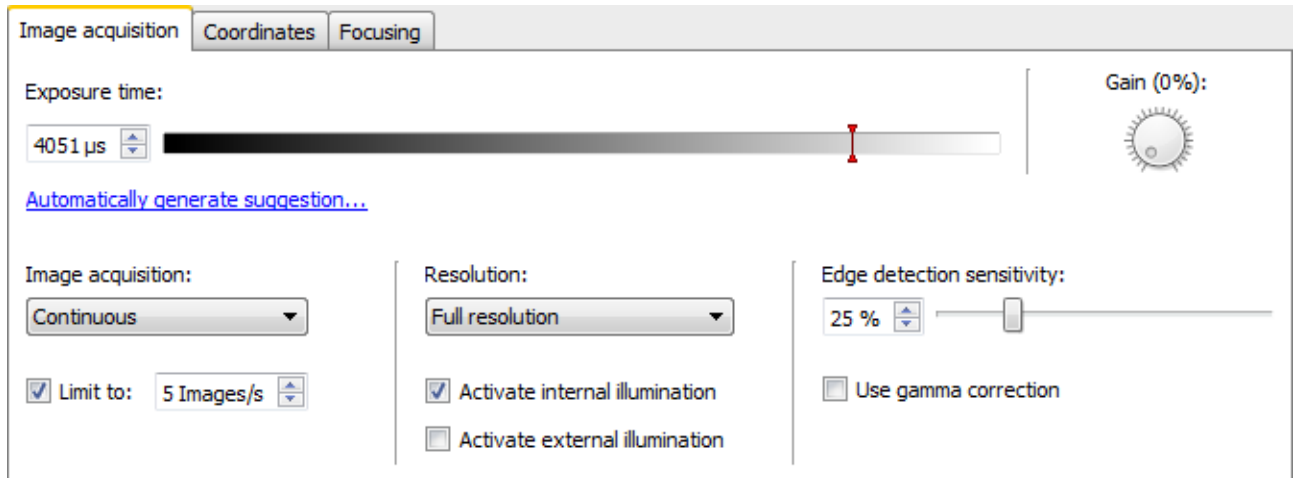 Image acquisition Coordinates Focusing
Exposure time:
Gain (0%):
4051 µs
Automatically generate suggestion...
Image acquisition:
Continuous
Limit to: 5 Images/s
Resolution:
Full resolution
Activate internal illumination
Activate external illumination
Edge detection sensitivity:
25 %
Use gamma correction